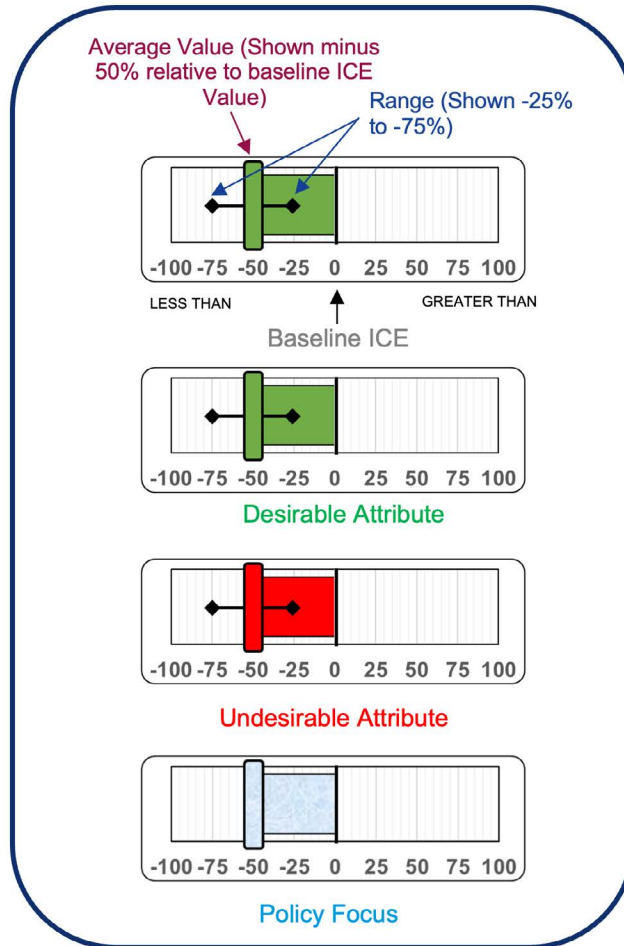 Average Value (Shown minus
50% relative to baseline ICE
Value)
Range (Shown -25%
to -75%)
-100 -75 -50 -25 0 25 50 75 100
LESS THAN
GREATER THAN
Baseline ICE
-100 -75 -50 -25 0 25 50 75 100
Desirable Attribute
-100 -75 -50 -25 0 25 50 75 100
Undesirable Attribute
-100 -75 -50 -25 0 25 50 75 100
Policy Focus